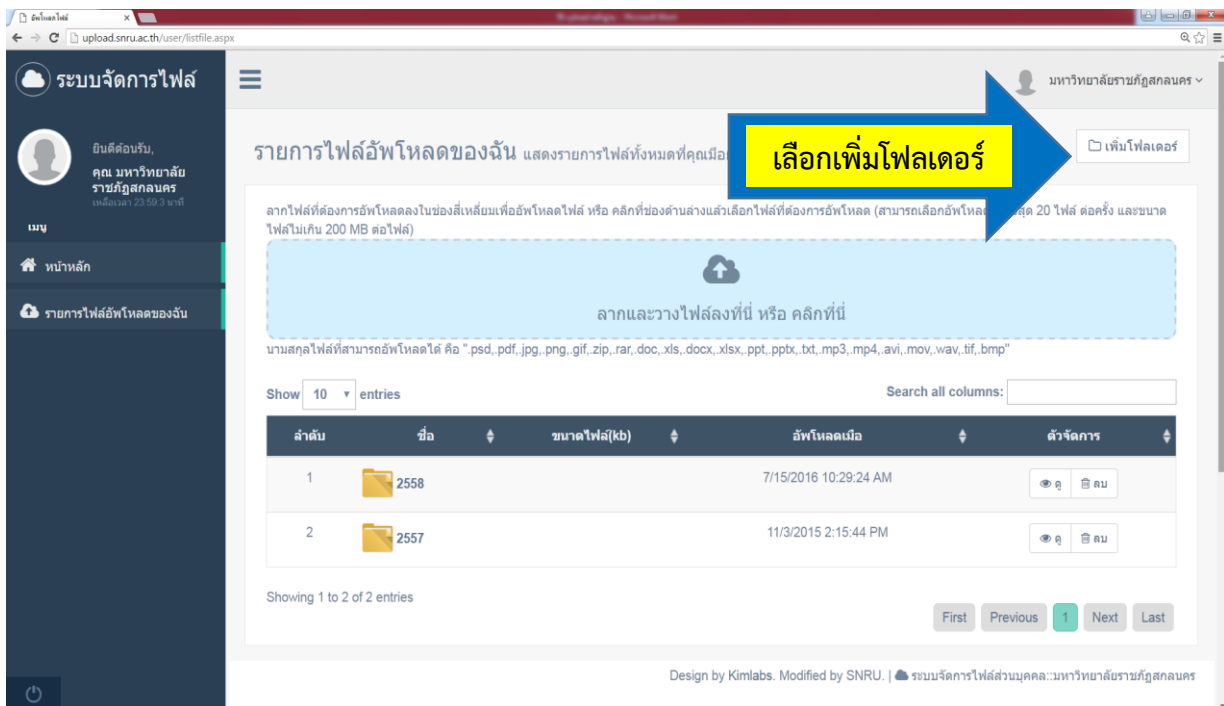 อัพโหลดไฟล์
upload.snru.ac.th/user/listfile.aspx
ระบบจัดการไฟล์
มหาวิทยาลัยราชภัฏสกลนคร
ยินดีต้อนรับ,
คุณ มหาวิทยาลัย
ราชภัฏสกลนคร
เหลือเวลา 23:59:3 นาที
รายการไฟล์อัพโหลดของฉัน แสดงรายการไฟล์ทั้งหมดที่คุณมี
เลือกเพิ่มโฟลเดอร์
เพิ่มโฟลเดอร์
เมนู
หน้าหลัก
รายการไฟล์อัพโหลดของฉัน
ลากไฟล์ที่ต้องการอัพโหลดลงในช่องสี่เหลี่ยมเพื่ออัพโหลดไฟล์ หรือ คลิกที่ช่องด้านล่างแล้วเลือกไฟล์ที่ต้องการอัพโหลด (สามารถเลือกอัพโหลด สุด 20 ไฟล์ ต่อครั้ง และขนาด
ไฟล์ไม่เกิน 200 MB ต่อไฟล์)
ลากและวางไฟล์ลงที่นี่ หรือ คลิกที่นี่
นามสกุลไฟล์ที่สามารถอัพโหลดได้ คือ ".psd,.pdf,.jpg,.png,.gif,.zip,.rar,.doc,.xls,.docx,.xlsx,.ppt,.pptx,.txt,.mp3,.mp4,.avi,.mov,.wav,.tif,.bmp"
Show 10 entries
Search all columns:
ลำดับ ชื่อ ขนาดไฟล์(kb) อัพโหลดเมื่อ ตัวจัดการ
1 2558 7/15/2016 10:29:24 AM ดู ลบ
2 2557 11/3/2015 2:15:44 PM ดู ลบ
Showing 1 to 2 of 2 entries
First Previous 1 Next Last
Design by Kimlabs. Modified by SNRU. | ระบบจัดการไฟล์ส่วนบุคคล::มหาวิทยาลัยราชภัฏสกลนคร